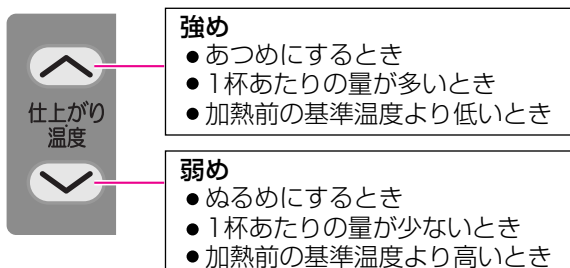 仕上がり
温度
強め
●あつめにするとき
●1杯あたりの量が多いとき
●加熱前の基準温度より低いとき
弱め
●ぬるめにするとき
●1杯あたりの量が少ないとき
●加熱前の基準温度より高いとき